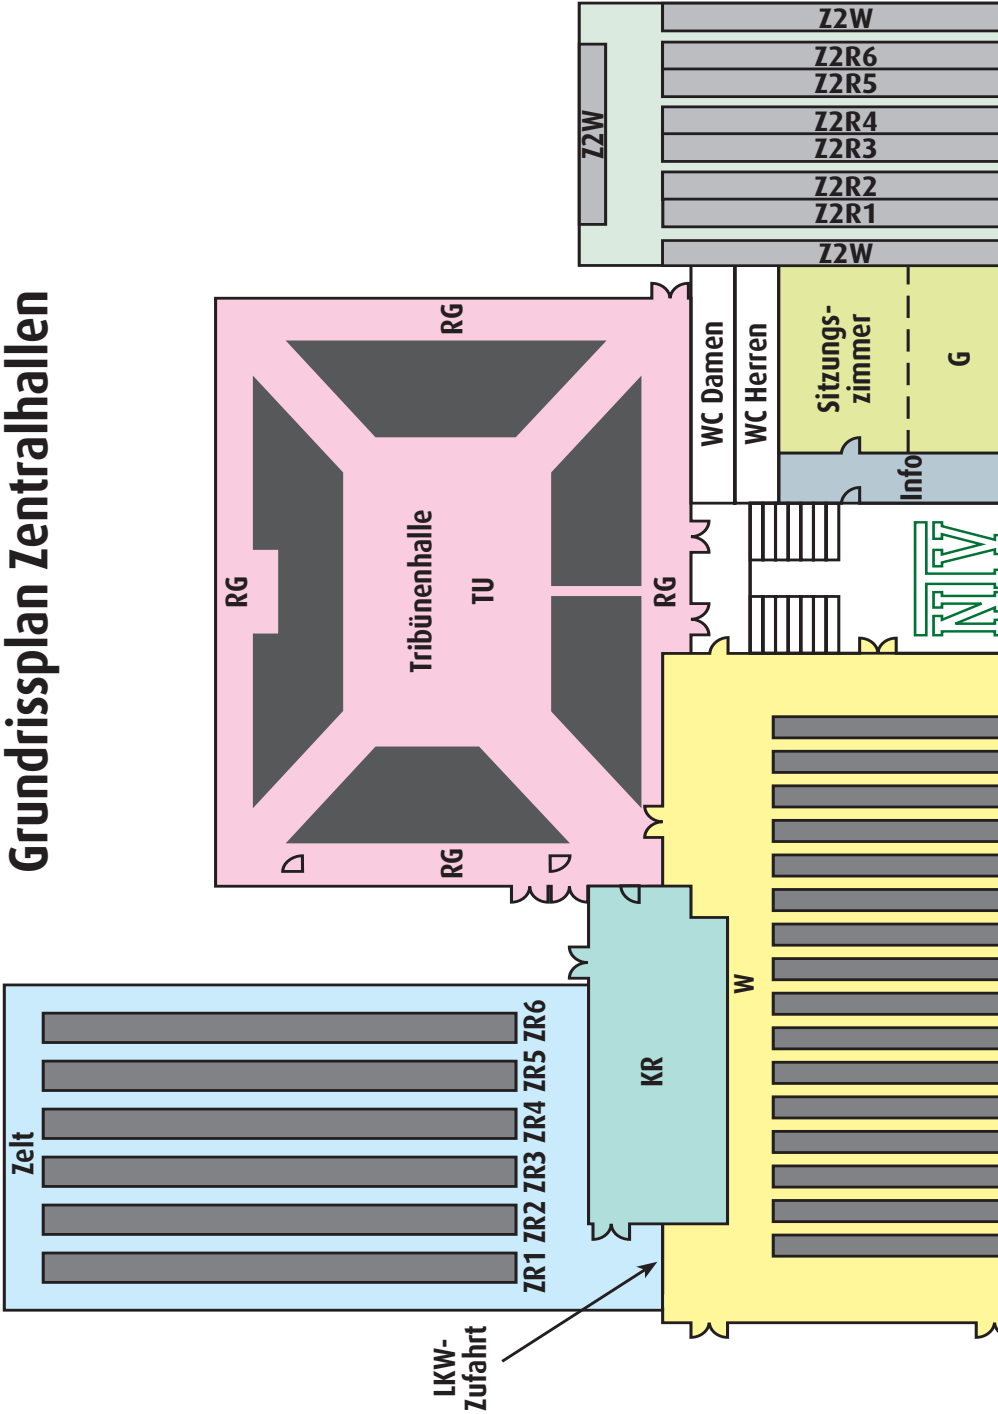 Grundrissplan Zentralhallen
Zelt
ZR1
ZR2
ZR3
ZR4
ZR5
ZR6
LKW-
Zufahrt
KR
W
RG
RG
RG
RG
Tribünenhalle
TU
WC Damen
WC Herren
Sitzungs-
zimmer
G
Info
Z2W
Z2W
Z2R6
Z2R5
Z2R4
Z2R3
Z2R2
Z2R1
Z2W